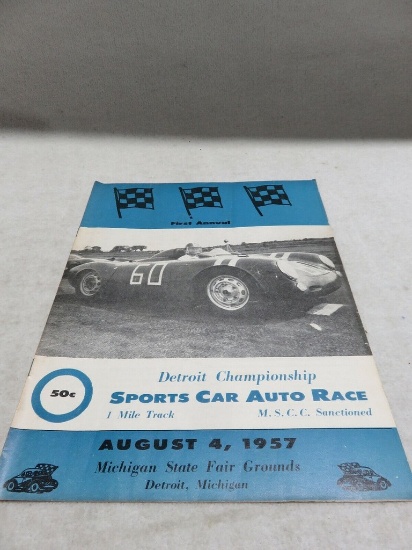 First Annual
60
Detroit Championship
50c
SPORTS CAR AUTO RACE
1 Mile Track M.S.C.C. Sanctioned
AUGUST 4, 1957
Michigan State Fair Grounds
Detroit, Michigan